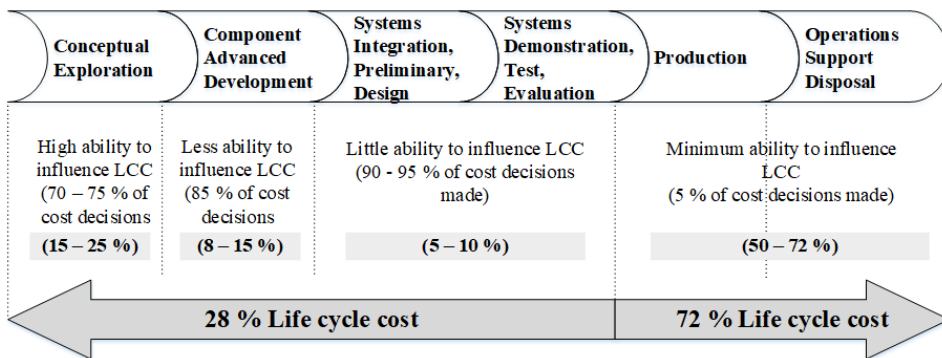 Conceptual
Exploration
Component
Advanced
Development
Systems
Integration,
Preliminary,
Design
Systems
Demonstration,
Test,
Evaluation
Production
Operations
Support
Disposal
High ability to
influence LCC
(70 – 75 % of
cost decisions
(15 – 25 %)
Less ability to
influence LCC
(85 % of cost
decisions
(8 – 15 %)
Little ability to influence LCC
(90 - 95 % of cost decisions
made)
(5 – 10 %)
Minimum ability to influence
LCC
(5 % of cost decisions made)
(50 – 72 %)
28 % Life cycle cost
72 % Life cycle cost